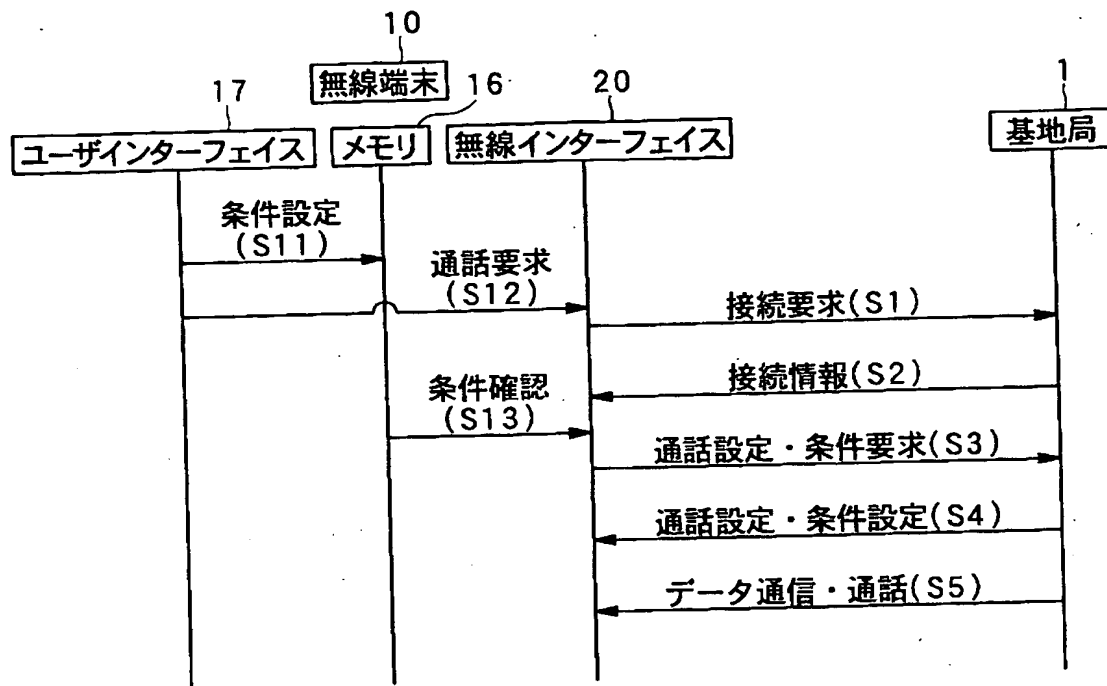 10
無線端末
17
16
20
1
ユーザインターフェイス
メモリ
無線インターフェイス
基地局
条件設定
(S11)
通話要求
(S12)
接続要求(S1)
接続情報(S2)
条件確認
(S13)
通話設定・条件要求(S3)
通話設定・条件設定(S4)
データ通信・通話(S5)